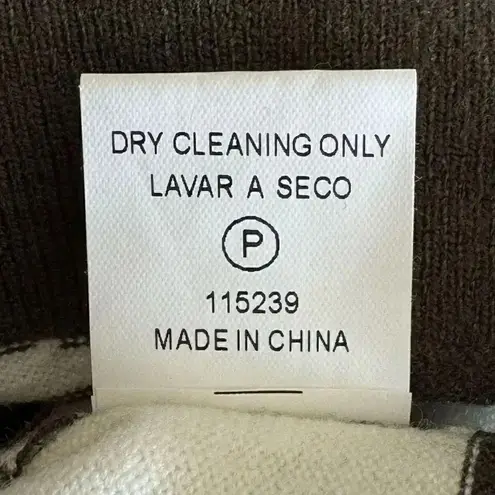 DRY CLEANING ONLY
LAVAR A SECO
P
115239
MADE IN CHINA